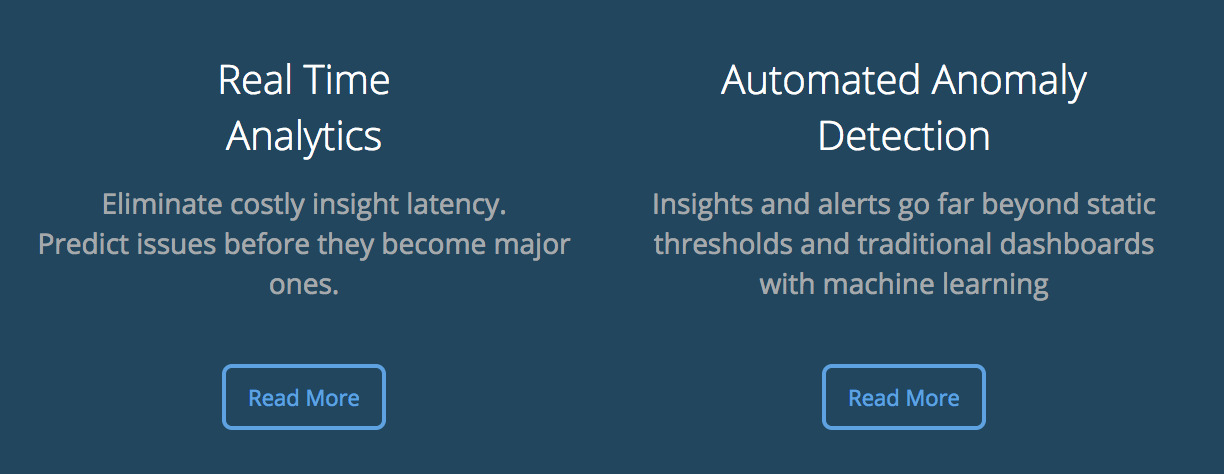 Real Time
Analytics
Eliminate costly insight latency.
Predict issues before they become major
ones.
Read More
Automated Anomaly
Detection
Insights and alerts go far beyond static
thresholds and traditional dashboards
with machine learning
Read More